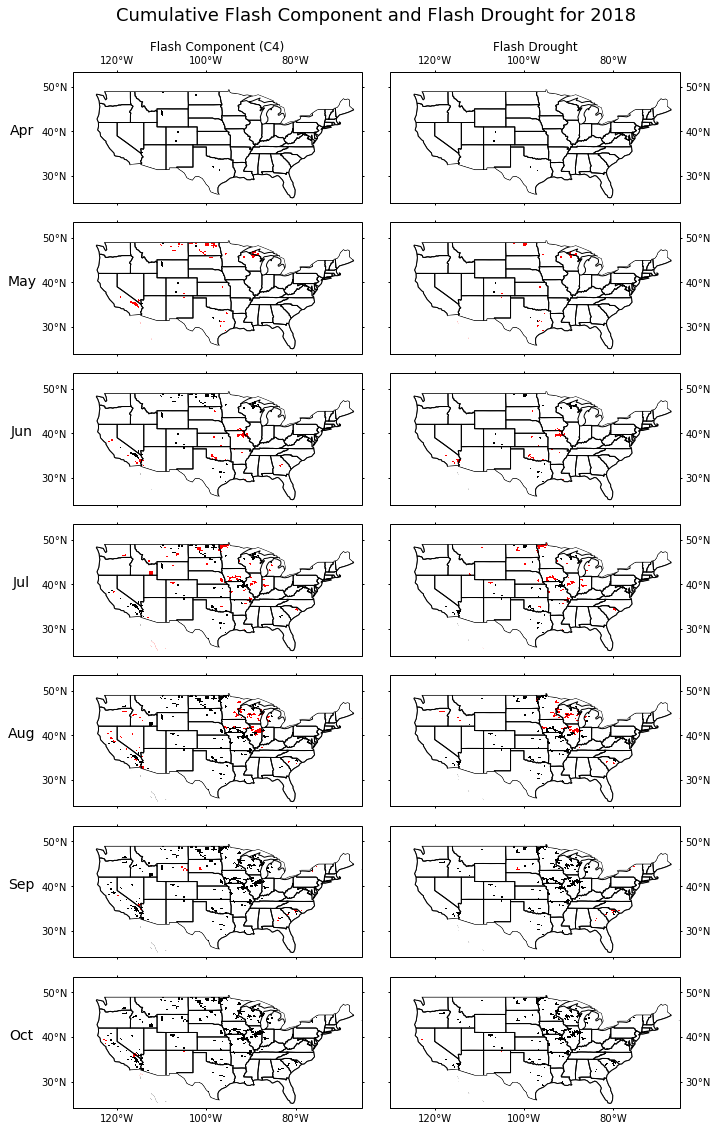 Cumulative Flash Component and Flash Drought for 2018
Flash Component (C4) Flash Drought
120°W 100°W 80°W 120°W 100°W 80°W
50°N 50°N
Apr 40°N 40°N
30°N 30°N
50°N 50°N
May 40°N 40°N
30°N 30°N
50°N 50°N
Jun 40°N 40°N
30°N 30°N
50°N 50°N
Jul 40°N 40°N
30°N 30°N
50°N 50°N
Aug 40°N 40°N
30°N 30°N
50°N 50°N
Sep 40°N 40°N
30°N 30°N
50°N 50°N
Oct 40°N 40°N
30°N 30°N
120°W 100°W 80°W 120°W 100°W 80°W